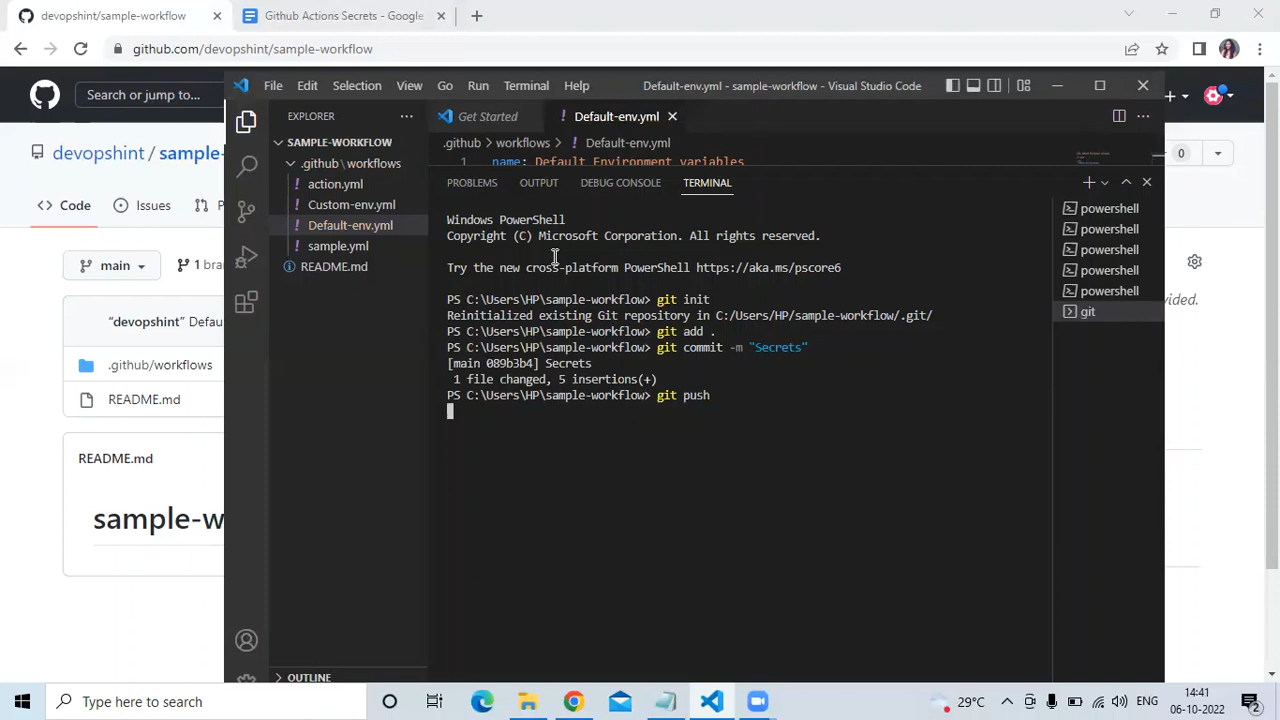 devopshint/sample-workflow
Github Actions Secrets - Google
github.com/devopshint/sample-workflow
Search or jump to...
File Edit Selection View Go Run Terminal Help
Default-env.yml - sample-workflow - Visual Studio Code
EXPLORER
Get Started
Default-env.yml
devopshint / sample-
SAMPLE-WORKFLOW
.github > workflows > Default-env.yml
0
.github\workflows
1 name: Default Environment variables
action.yml
PROBLEMS OUTPUT DEBUG CONSOLE TERMINAL
Code
Issues
Custom-env.yml
powershell
Default-env.yml
Windows PowerShell
powershell
Copyright (C) Microsoft Corporation. All rights reserved.
sample.yml
powershell
main
1 bra
README.md
Try the new cross-platform PowerShell https://aka.ms/pscore6
powershell
powershell
vided.
PS C:\Users\HP\sample-workflow> git init
git
Reinitialized existing Git repository in C:/Users/HP/sample-workflow/.git/
"devopshint" Defau
PS C:\Users\HP\sample-workflow> git add .
PS C:\Users\HP\sample-workflow> git commit -m "Secrets"
[main 089b3b4] Secrets
.github/workflows
1 file changed, 5 insertions(+)
PS C:\Users\HP\sample-workflow> git push
README.md
README.md
sample-w
OUTLINE
Type here to search
29°C
ENG
14:41
06-10-2022
2